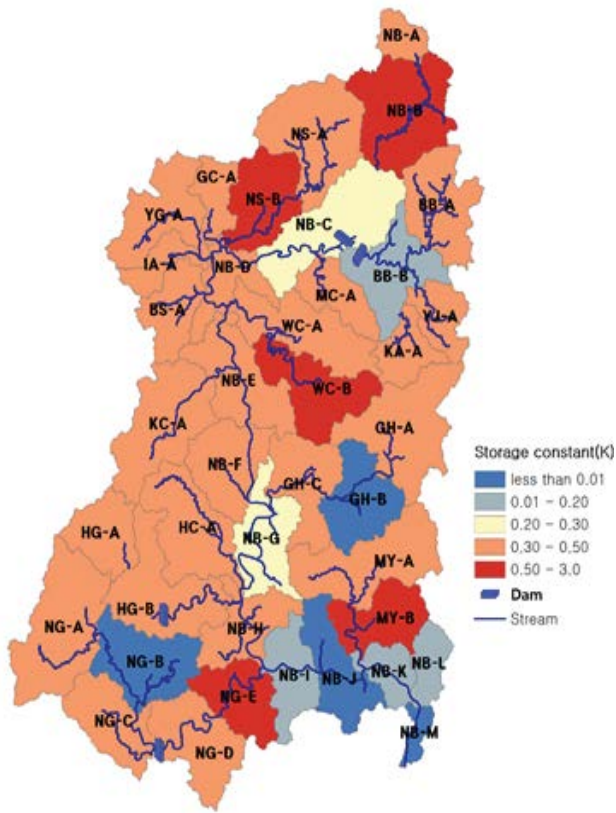 NB-A
NB-B
NS-A
GC-A
NS-B
BB-A
YG-A
NB-C
IA-A
NB-D
BB-B
MC-A
BS-A
WC-A
YJ-A
KA-A
NB-E
WC-B
KC-A
GH-A
NB-F
GH-C
GH-B
HC-A
HG-A
NB-G
MY-A
HG-B
NG-A
NB-H
MY-B
NG-B
NB-I
NB-J
NB-K
NB-L
NG-E
NG-C
NB-M
NG-D
Storage constant(K)
less than 0.01
0.01 - 0.20
0.20 - 0.30
0.30 - 0.50
0.50 - 3.0
Dam
Stream